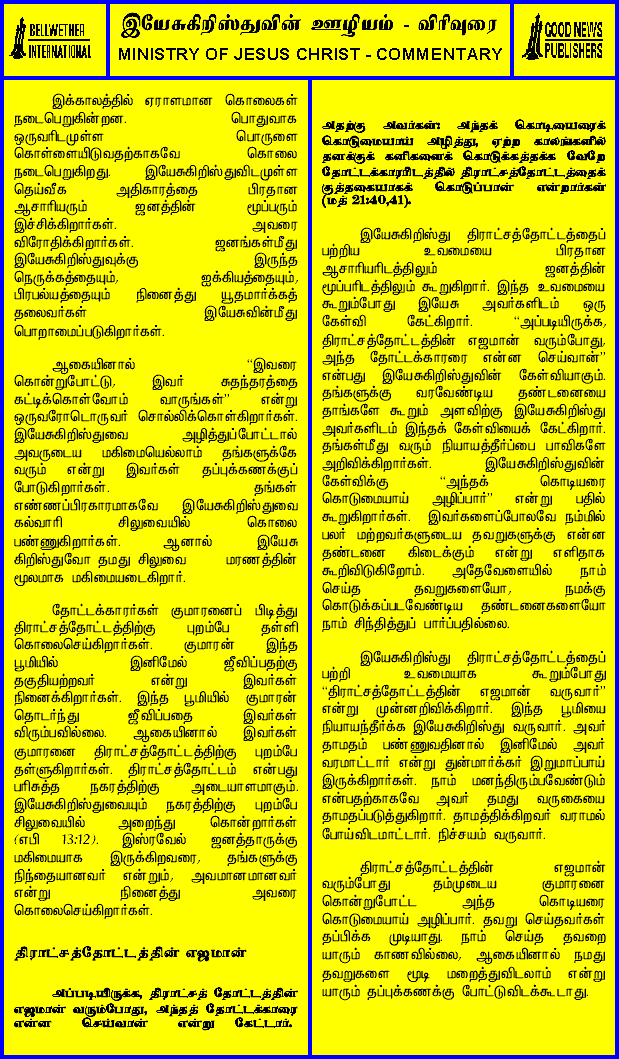 BELLWETHER
INTERNATIONAL
இயேசுகிறிஸ்துவின் ஊழியம் - விரிவுரை
MINISTRY OF JESUS CHRIST - COMMENTARY
GOOD NEWS
PUBLISHERS
இக்காலத்தில் ஏராளமான கொலைகள்
நடைபெறுகின்றன. பொதுவாக
ஒருவரிடமுள்ள பொருளை
கொள்ளையிடுவதற்காகவே கொலை
நடைபெறுகிறது. இயேசுகிறிஸ்துவிடமுள்ள
தெய்வீக அதிகாரத்தை பிரதான
ஆசாரியரும் ஜனத்தின் மூப்பரும்
இச்சிக்கிறார்கள். அவரை
விரோதிக்கிறார்கள். ஜனங்கள்மீது
இயேசுகிறிஸ்துவுக்கு இருந்த
நெருக்கத்தையும், ஐக்கியத்தையும்,
பிரபல்யத்தையும் நினைத்து யூதமார்க்கத்
தலைவர்கள் இயேசுவின்மீது
பொறாமைப்படுகிறார்கள்.
ஆகையினால் “இவரை
கொன்றுபோட்டு, இவர் சுதந்தரத்தை
கட்டிக்கொள்வோம் வாருங்கள்” என்று
ஒருவரோடொருவர் சொல்லிக்கொள்கிறார்கள்.
இயேசுகிறிஸ்துவை அழித்துப்போட்டால்
அவருடைய மகிமையெல்லாம் தங்களுக்கே
வரும் என்று இவர்கள் தப்புக்கணக்குப்
போடுகிறார்கள். தங்கள்
எண்ணப்பிரகாரமாகவே இயேசுகிறிஸ்துவை
கல்வாரி சிலுவையில் கொலை
பண்ணுகிறார்கள். ஆனால் இயேசு
கிறிஸ்துவோ தமது சிலுவை மரணத்தின்
மூலமாக மகிமையடைகிறார்.
தோட்டக்காரர்கள் குமாரனைப் பிடித்து
திராட்சத்தோட்டத்திற்கு புறம்பே தள்ளி
கொலைசெய்கிறார்கள். குமாரன் இந்த
பூமியில் இனிமேல் ஜீவிப்பதற்கு
தகுதியற்றவர் என்று இவர்கள்
நினைக்கிறார்கள். இந்த பூமியில் குமாரன்
தொடர்ந்து ஜீவிப்பதை இவர்கள்
விரும்பவில்லை. ஆகையினால் இவர்கள்
குமாரனை திராட்சத்தோட்டத்திற்கு புறம்பே
தள்ளுகிறார்கள். திராட்சத்தோட்டம் என்பது
பரிசுத்த நகரத்திற்கு அடையாளமாகும்.
இயேசுகிறிஸ்துவையும் நகரத்திற்கு புறம்பே
சிலுவையில் அறைந்து கொன்றார்கள்
(எபி 13:12). இஸ்ரவேல் ஜனத்தாருக்கு
மகிமையாக இருக்கிறவரை, தங்களுக்கு
நிந்தையானவர் என்றும், அவமானமானவர்
என்று நினைத்து அவரை
கொலைசெய்கிறார்கள்.
திராட்சத்தோட்டத்தின் எஜமான்
அப்படியிருக்க, திராட்சத் தோட்டத்தின்
எஜமான் வரும்போது, அந்தத் தோட்டக்காரரை
என்ன செய்வான் என்று கேட்டார்.
அதற்கு அவர்கள்: அந்தக் கொடியரைக்
கொடுமையாய் அழித்து, ஏற்ற காலங்களில்
தனக்குக் கனிகளைக் கொடுக்கத்தக்க வேறே
தோட்டக்காரரிடத்தில் திராட்சத்தோட்டத்தைக்
குத்தகையாகக் கொடுப்பான் என்றார்கள்
(மத் 21:40,41).
இயேசுகிறிஸ்து திராட்சத்தோட்டத்தைப்
பற்றிய உவமையை பிரதான
ஆசாரியரிடத்திலும் ஜனத்தின்
மூப்பரிடத்திலும் கூறுகிறார். இந்த உவமையை
கூறும்போது இயேசு அவர்களிடம் ஒரு
கேள்வி கேட்கிறார். “அப்படியிருக்க,
திராட்சத்தோட்டத்தின் எஜமான் வரும்போது,
அந்த தோட்டக்காரரை என்ன செய்வான்”
என்பது இயேசுகிறிஸ்துவின் கேள்வியாகும்.
தங்களுக்கு வரவேண்டிய தண்டனையை
தாங்களே கூறும் அளவிற்கு இயேசுகிறிஸ்து
அவர்களிடம் இந்தக் கேள்வியைக் கேட்கிறார்.
தங்கள்மீது வரும் நியாயத்தீர்ப்பை பாவிகளே
அறிவிக்கிறார்கள். இயேசுகிறிஸ்துவின்
கேள்விக்கு “அந்தக் கொடியரை
கொடுமையாய் அழிப்பார்” என்று பதில்
கூறுகிறார்கள். இவர்களைப்போலவே நம்மில்
பலர் மற்றவர்களுடைய தவறுகளுக்கு என்ன
தண்டனை கிடைக்கும் என்று எளிதாக
கூறிவிடுகிறோம். அதேவேளையில் நாம்
செய்த தவறுகளையோ, நமக்கு
கொடுக்கப்படவேண்டிய தண்டனைகளையோ
நாம் சிந்தித்துப் பார்ப்பதில்லை.
இயேசுகிறிஸ்து திராட்சத்தோட்டத்தைப்
பற்றி உவமையாக கூறும்போது
“திராட்சத்தோட்டத்தின் எஜமான் வருவார்”
என்று முன்னறிவிக்கிறார். இந்த பூமியை
நியாயந்தீர்க்க இயேசுகிறிஸ்து வருவார். அவர்
தாமதம் பண்ணுவதினால் இனிமேல் அவர்
வரமாட்டார் என்று துன்மார்க்கர் இறுமாப்பாய்
இருக்கிறார்கள். நாம் மனந்திரும்பவேண்டும்
என்பதற்காகவே அவர் தமது வருகையை
தாமதப்படுத்துகிறார். தாமத்திக்கிறவர் வராமல்
போய்விடமாட்டார். நிச்சயம் வருவார்.
திராட்சத்தோட்டத்தின் எஜமான்
வரும்போது தம்முடைய குமாரனை
கொன்றுபோட்ட அந்த கொடியரை
கொடுமையாய் அழிப்பார். தவறு செய்தவர்கள்
தப்பிக்க முடியாது. நாம் செய்த தவறை
யாரும் காணவில்லை, ஆகையினால் நமது
தவறுகளை மூடி மறைத்துவிடலாம் என்று
யாரும் தப்புக்கணக்கு போட்டுவிடக்கூடாது.